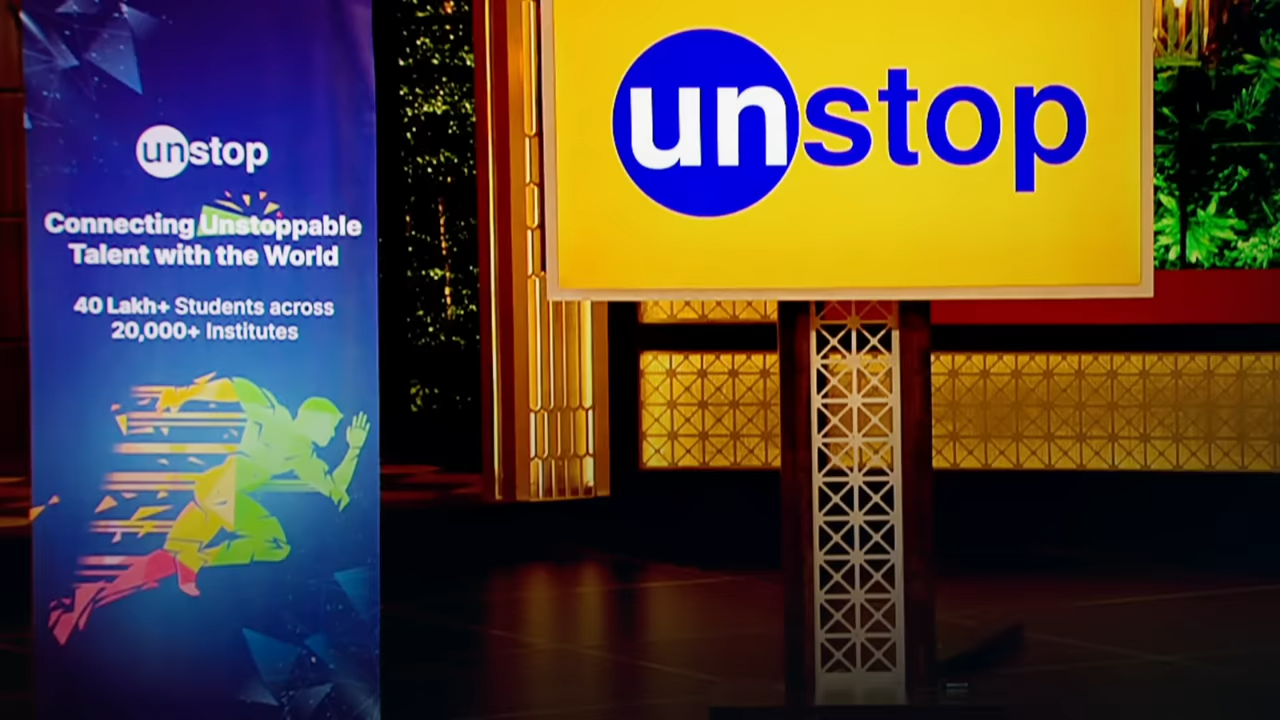 unstop
Connecting Unstoppable
Talent with the World
40 Lakh+ Students across
20,000+ Institutes
unstop